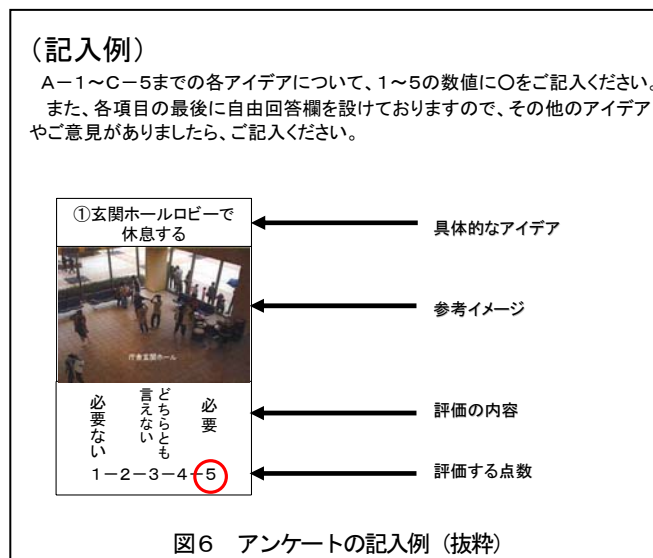 （記入例）
A－1～C－5までの各アイデアについて、1～5の数値に○をご記入ください。
また、各項目の最後に自由回答欄を設けておりますので、その他のアイデア
やご意見がありましたら、ご記入ください。
①玄関ホールロビーで
休息する
具体的なアイデア
庁舎玄関ホール
参考イメージ
必要ない
どちらとも
言えない
必要
評価の内容
1－2－3－4－5
評価する点数
図6　アンケートの記入例（抜粋）